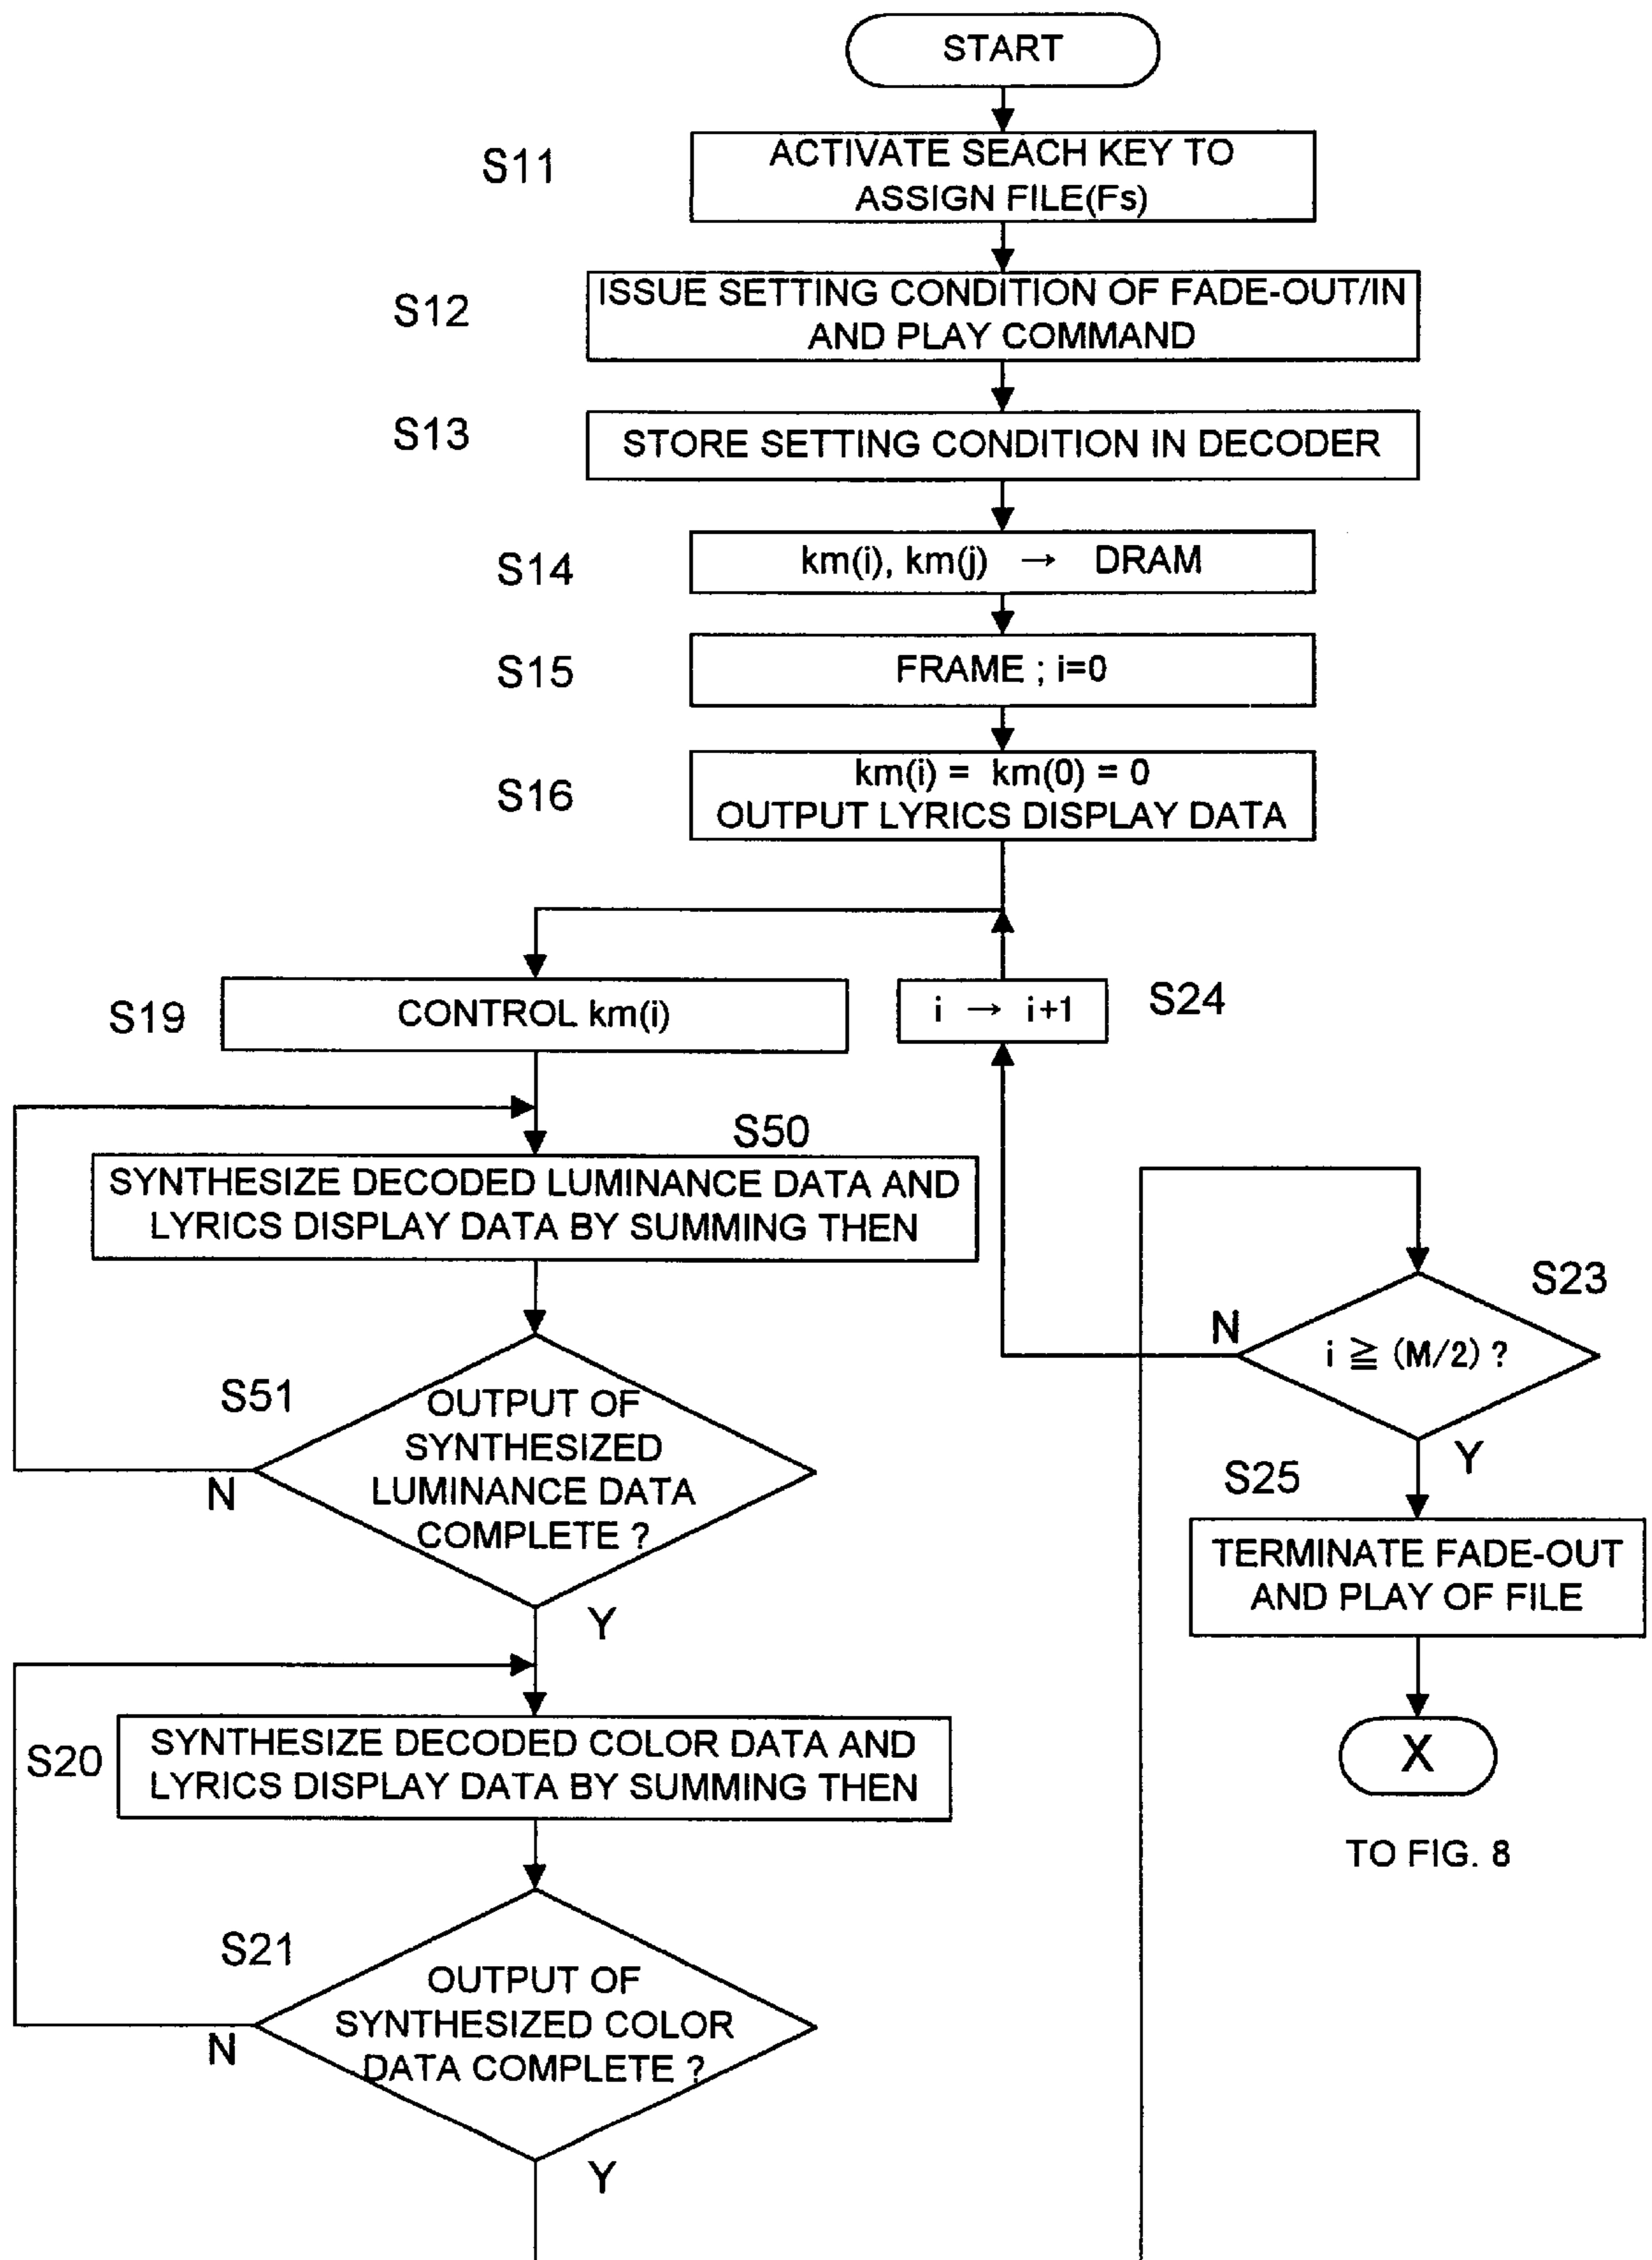 START
S11
ACTIVATE SEACH KEY TO
ASSIGN FILE(Fs)
S12
ISSUE SETTING CONDITION OF FADE-OUT/IN
AND PLAY COMMAND
S13
STORE SETTING CONDITION IN DECODER
S14
km(i), km(j) → DRAM
S15
FRAME ; i=0
S16
km(i) = km(0) = 0
OUTPUT LYRICS DISPLAY DATA
S19
CONTROL km(i)
i → i+1
S24
S50
SYNTHESIZE DECODED LUMINANCE DATA AND
LYRICS DISPLAY DATA BY SUMMING THEN
S51
OUTPUT OF
SYNTHESIZED
LUMINANCE DATA
COMPLETE ?
N
Y
S20
SYNTHESIZE DECODED COLOR DATA AND
LYRICS DISPLAY DATA BY SUMMING THEN
S21
OUTPUT OF
SYNTHESIZED COLOR
DATA COMPLETE ?
N
Y
S23
i ≧ (M/2) ?
N
Y
S25
TERMINATE FADE-OUT
AND PLAY OF FILE
X
TO FIG. 8